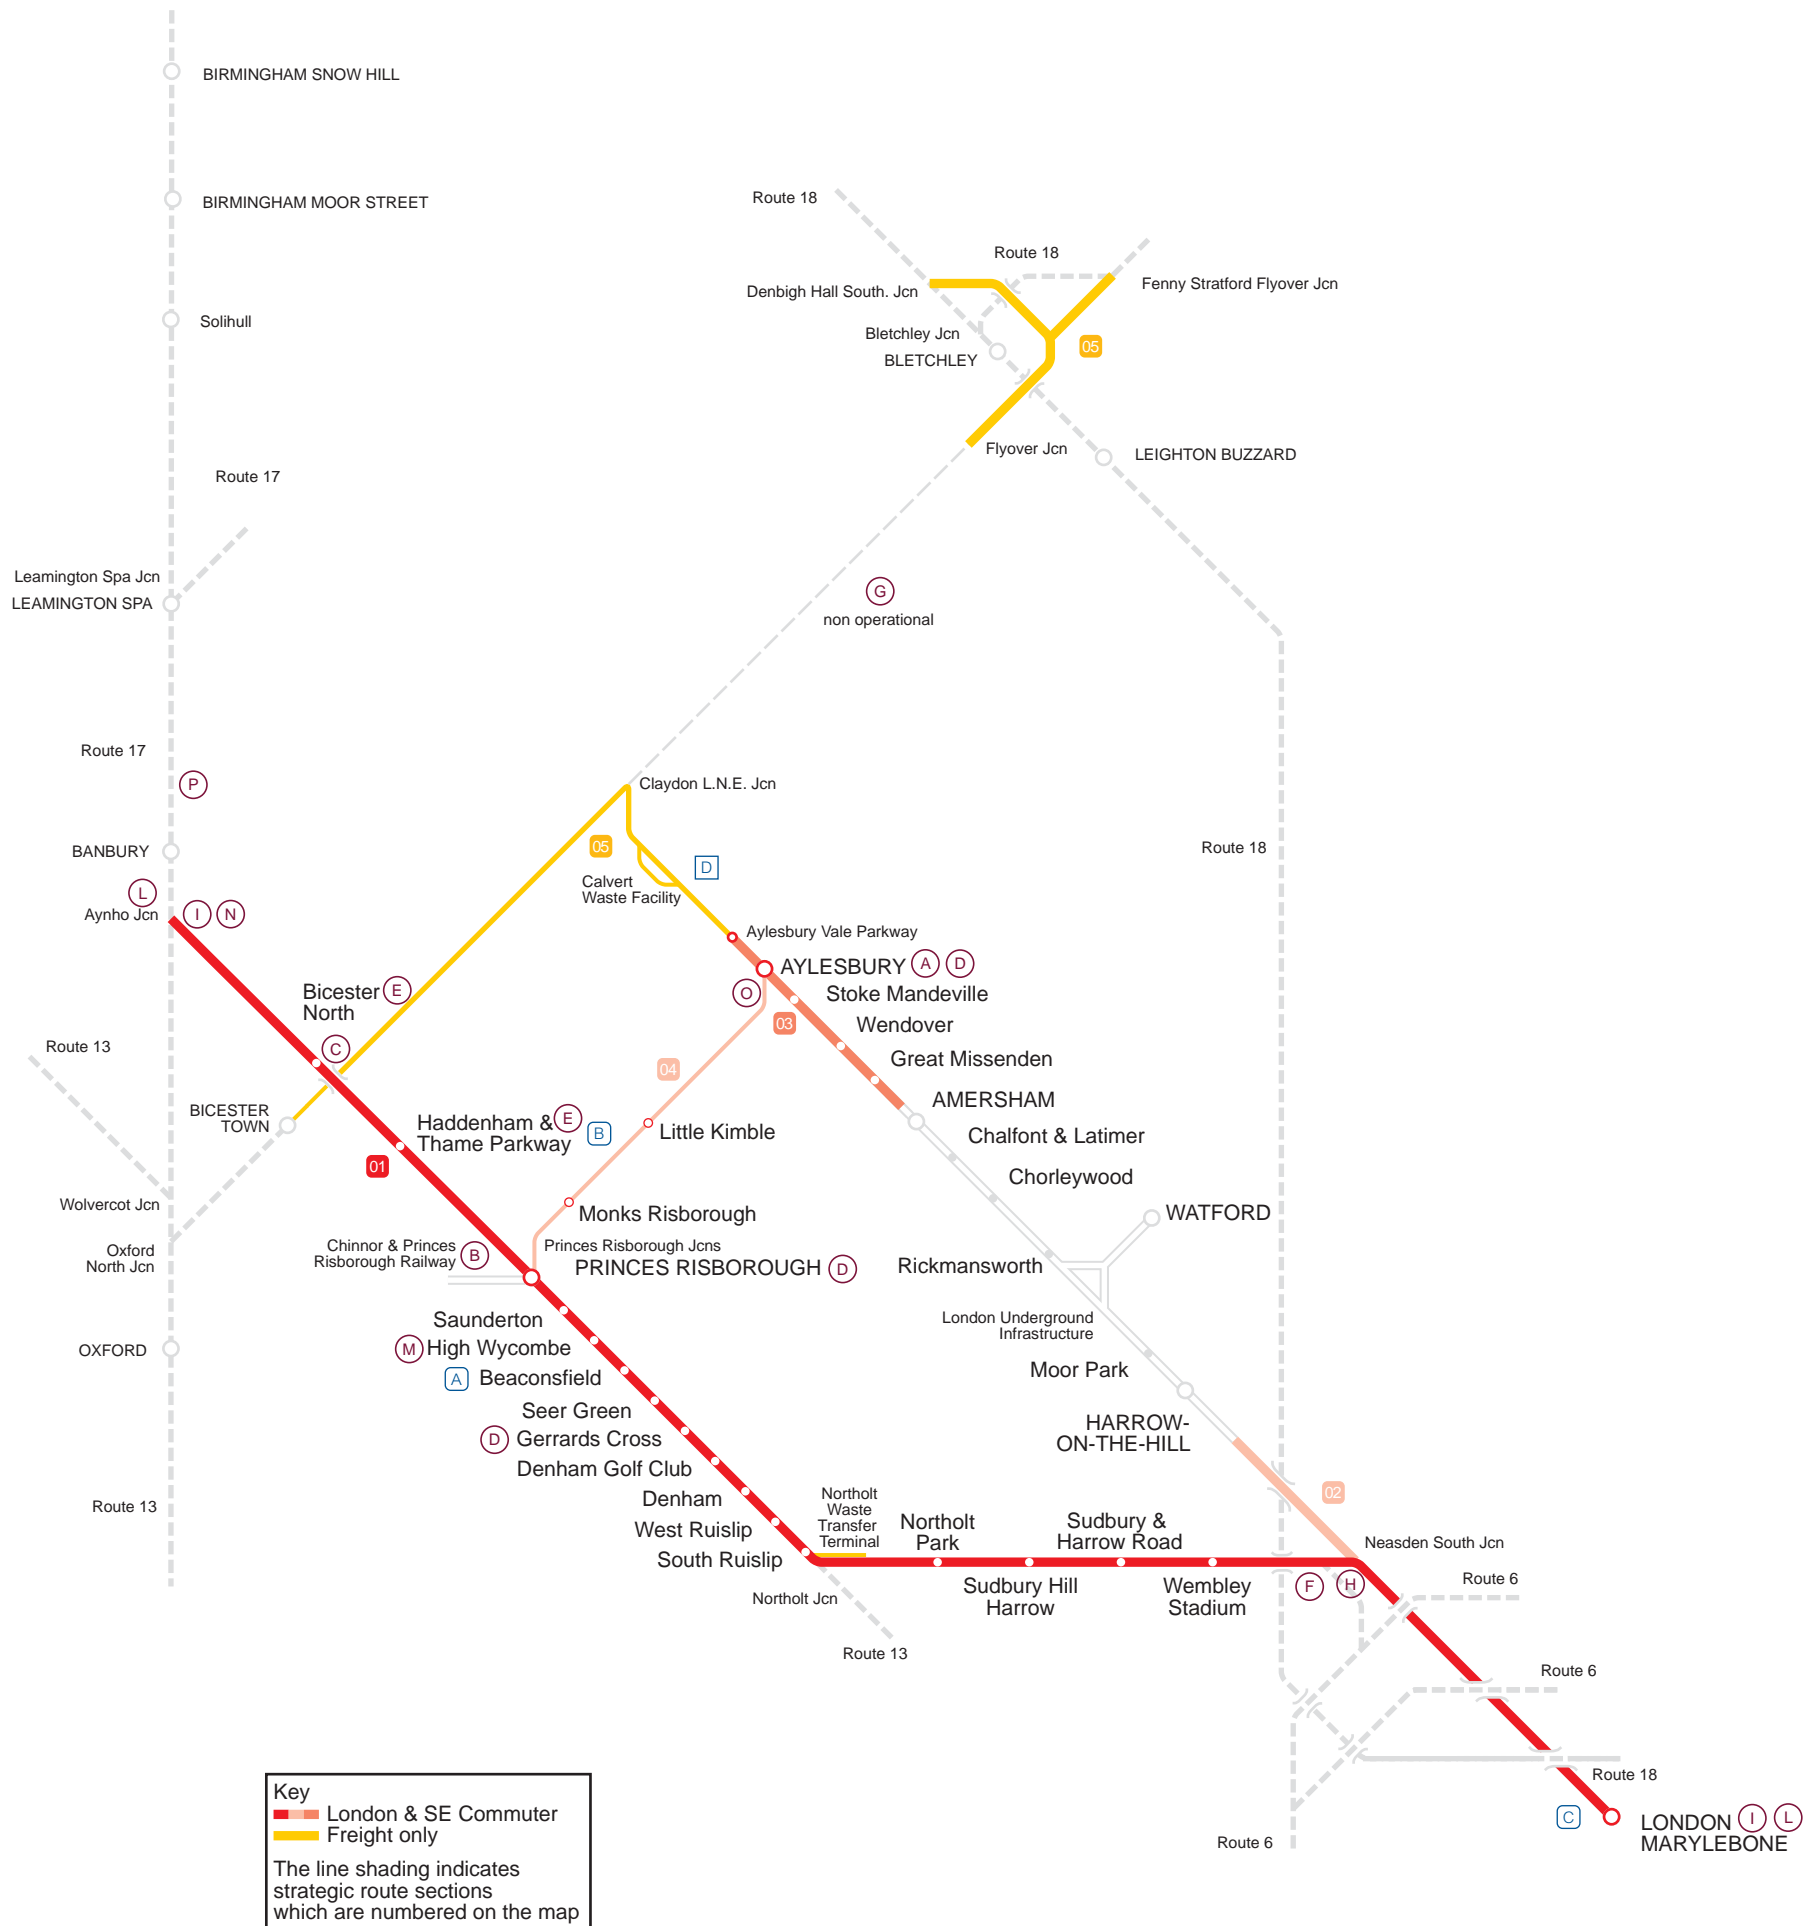 BIRMINGHAM SNOW HILL
BIRMINGHAM MOOR STREET
Route 18
Route 18
Denbigh Hall South. Jcn
Fenny Stratford Flyover Jcn
Solihull
Bletchley Jcn
BLETCHLEY
05
Flyover Jcn
LEIGHTON BUZZARD
Route 17
Leamington Spa Jcn
LEAMINGTON SPA
G
non operational
Route 17
P
Claydon L.N.E. Jcn
BANBURY
05
D
Route 18
Calvert
Waste Facility
L
Aynho Jcn
I N
Aylesbury Vale Parkway
AYLESBURY A D
O
Stoke Mandeville
03
Wendover
Bicester E
North
C
Route 13
Great Missenden
04
AMERSHAM
BICESTER
TOWN
Haddenham & E
Thame Parkway
B
Little Kimble
Chalfont & Latimer
01
Chorleywood
Wolvercot Jcn
Monks Risborough
WATFORD
Oxford
North Jcn
Chinnor & Princes
Risborough Railway
B
Princes Risborough Jcns
PRINCES RISBOROUGH D
Rickmansworth
London Underground
Infrastructure
Saunderton
OXFORD
M High Wycombe
Moor Park
A Beaconsfield
Seer Green
HARROW-
ON-THE-HILL
D Gerrards Cross
Denham Golf Club
Route 13
Denham
West Ruislip
South Ruislip
Northolt
Waste
Transfer
Terminal
Northolt
Park
Sudbury &
Harrow Road
02
Neasden South Jcn
Northolt Jcn
Sudbury Hill
Harrow
Wembley
Stadium
F H
Route 6
Route 13
Route 6
Route 18
C
LONDON I L
MARYLEBONE
Route 6
Key
London & SE Commuter
Freight only
The line shading indicates
strategic route sections
which are numbered on the map